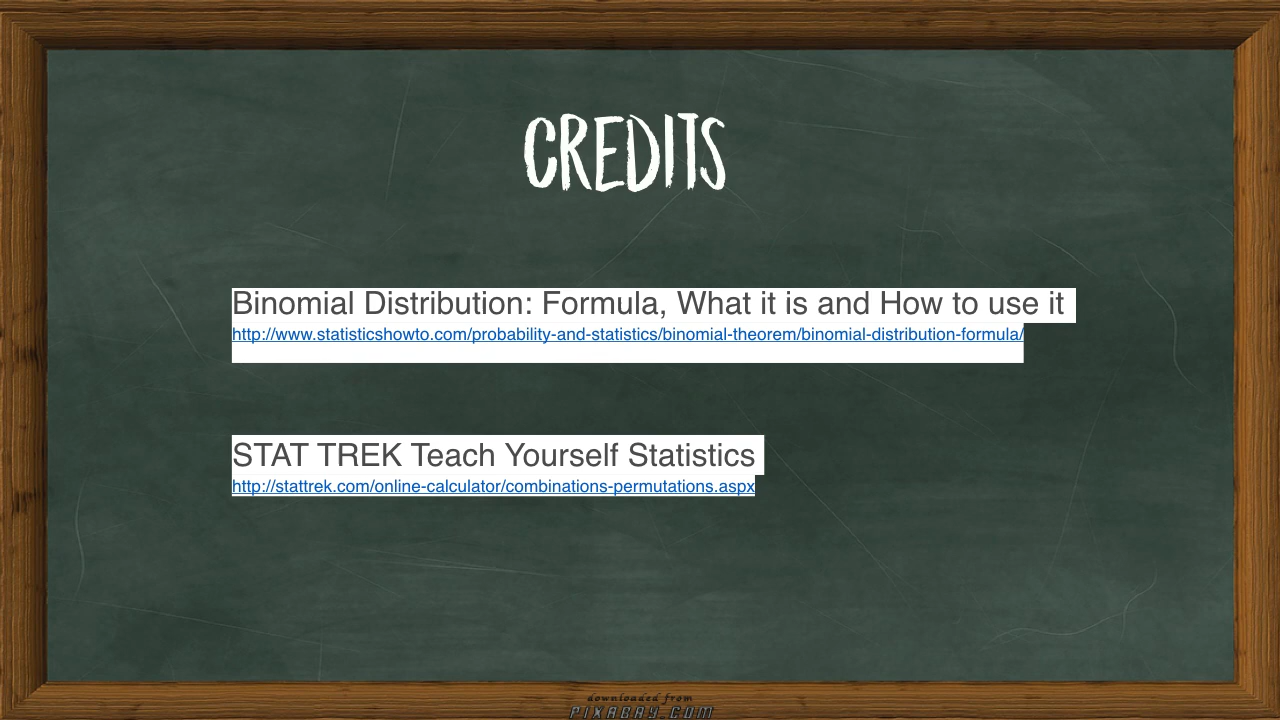 CREDITS
Binomial Distribution: Formula, What it is and How to use it
http://www.statisticshowto.com/probability-and-statistics/binomial-theorem/binomial-distribution-formula/
STAT TREK Teach Yourself Statistics
http://stattrek.com/online-calculator/combinations-permutations.aspx
downloaded from
PIXABAY.COM